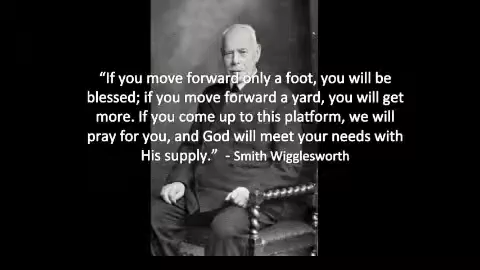 “If you move forward only a foot, you will be
blessed; if you move forward a yard, you will get
more. If you come up to this platform, we will
pray for you, and God will meet your needs with
His supply.”  - Smith Wigglesworth